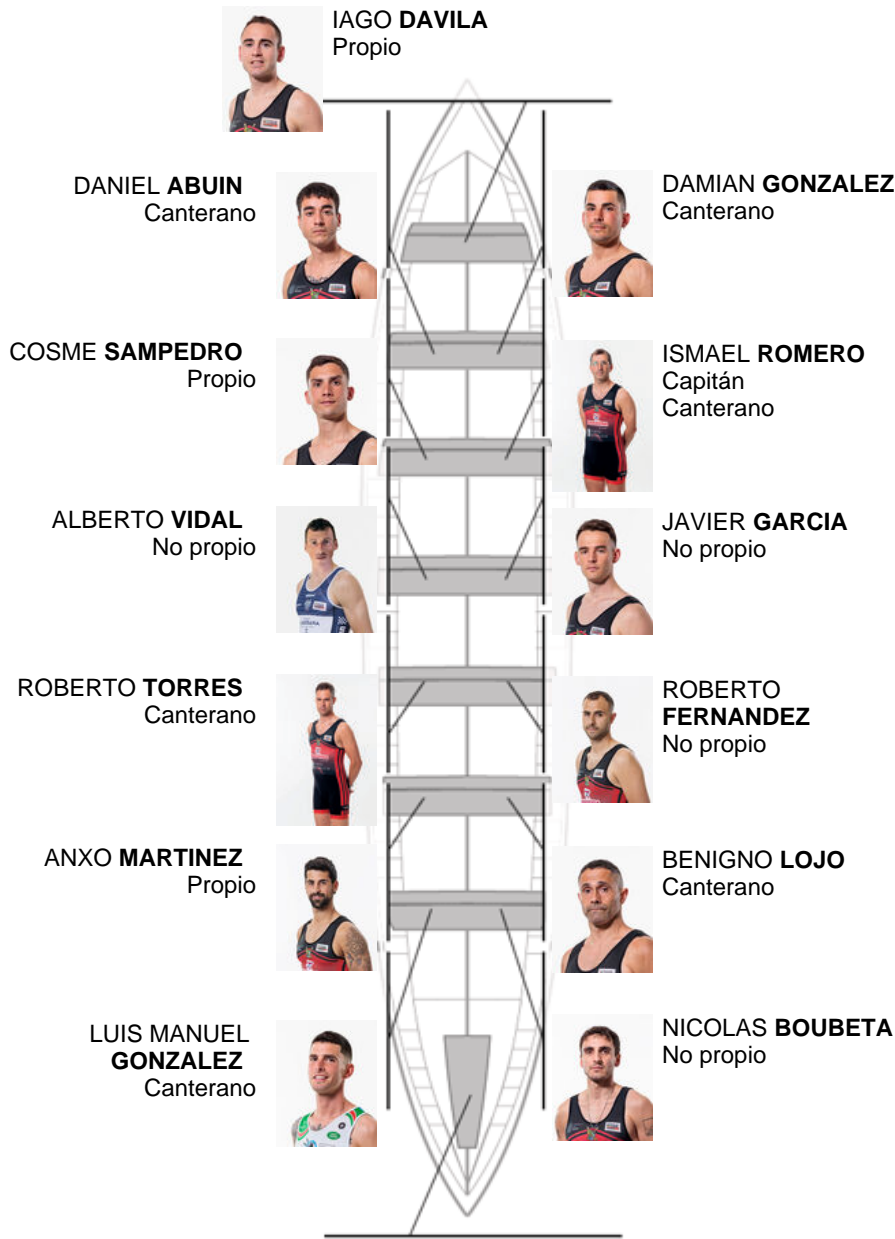 IAGO DAVILA
Propio
DANIEL ABUIN
Canterano
DAMIAN GONZALEZ
Canterano
COSME SAMPEDRO
Propio
ISMAEL ROMERO
Capitán
Canterano
ALBERTO VIDAL
No propio
JAVIER GARCIA
No propio
ROBERTO TORRES
Canterano
ROBERTO
FERNANDEZ
No propio
ANXO MARTINEZ
Propio
BENIGNO LOJO
Canterano
LUIS MANUEL
GONZALEZ
Canterano
NICOLAS BOUBETA
No propio